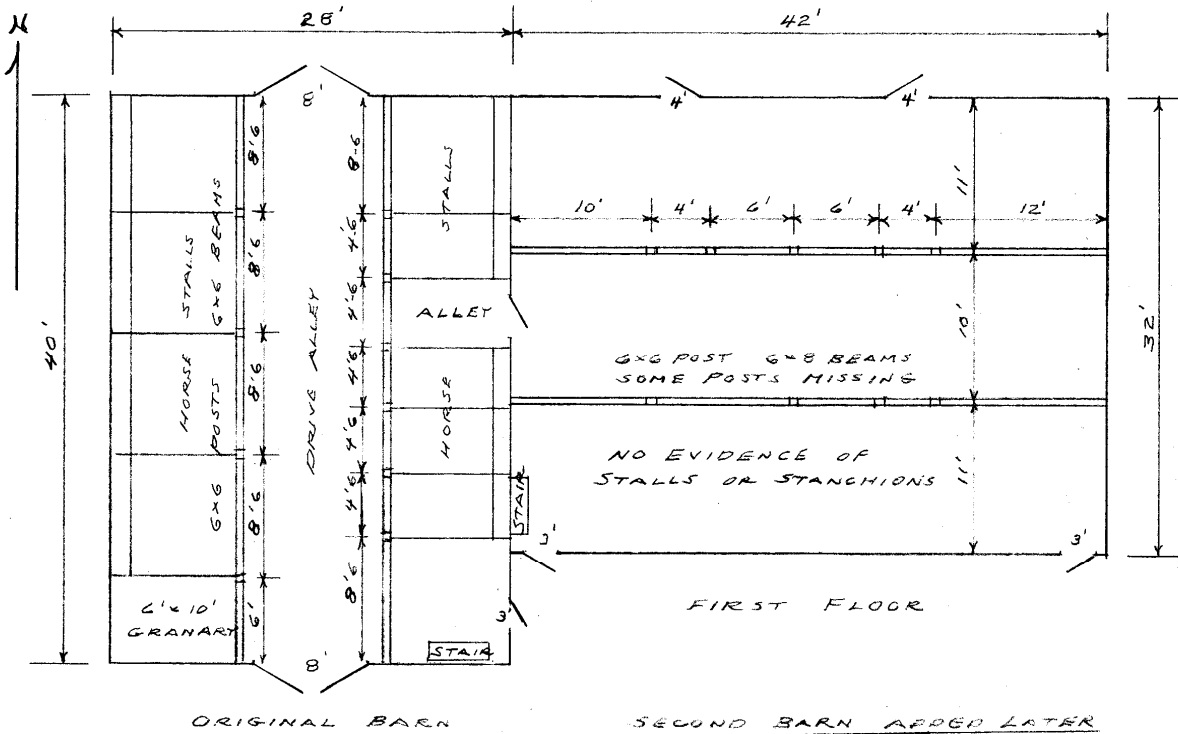 N
28'
42'
8'
4'
4'
40'
8'6
8'6
8'6
8'6
6'
HORSE STALLS
6x6 POSTS 6x6 BEAMS
DRIVE ALLEY
8-6
4'-6
4'-6
4'6
4'6
4'6
8'6
STALLS
ALLEY
HORSE
10'
4'
6'
6'
4'
12'
11'
10'
11'
32'
6x6 POST 6x8 BEAMS
SOME POSTS MISSING
NO EVIDENCE OF
STALLS OR STANCHIONS
STAIR
3'
3'
3'
6'x10'
GRANARY
8'
STAIR
FIRST FLOOR
ORIGINAL BARN
SECOND BARN ADDED LATER